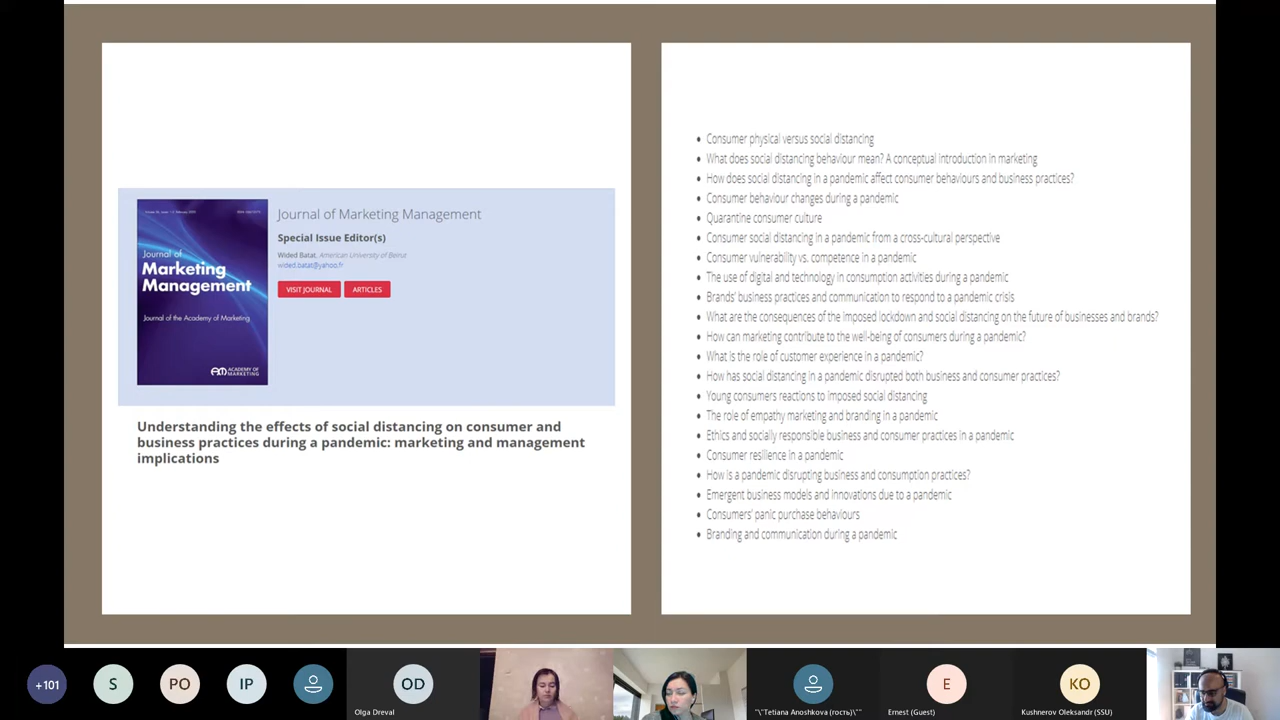 Journal of
Marketing
Management
Journal of the Academy of Marketing
ACADEMY OF
MARKETING
Journal of Marketing Management
Special Issue Editor(s)
Wided Batat, American University of Beirut
wided.batat@yahoo.fr
VISIT JOURNAL
ARTICLES
Understanding the effects of social distancing on consumer and
business practices during a pandemic: marketing and management
implications
• Consumer physical versus social distancing
• What does social distancing behaviour mean? A conceptual introduction in marketing
• How does social distancing in a pandemic affect consumer behaviours and business practices?
• Consumer behaviour changes during a pandemic
• Quarantine consumer culture
• Consumer social distancing in a pandemic from a cross-cultural perspective
• Consumer vulnerability vs. competence in a pandemic
• The use of digital and technology in consumption activities during a pandemic
• Brands' business practices and communication to respond to a pandemic crisis
• What are the consequences of the imposed lockdown and social distancing on the future of businesses and brands?
• How can marketing contribute to the well-being of consumers during a pandemic?
• What is the role of customer experience in a pandemic?
• How has social distancing in a pandemic disrupted both business and consumer practices?
• Young consumers reactions to imposed social distancing
• The role of empathy marketing and branding in a pandemic
• Ethics and socially responsible business and consumer practices in a pandemic
• Consumer resilience in a pandemic
• How is a pandemic disrupting business and consumption practices?
• Emergent business models and innovations due to a pandemic
• Consumers' panic purchase behaviours
• Branding and communication during a pandemic
+101
S
PO
IP
OD
Olga Dreval
"\"Tetiana Anoshkova (гость)\""
E
Ernest (Guest)
KO
Kushnerov Oleksandr (SSU)